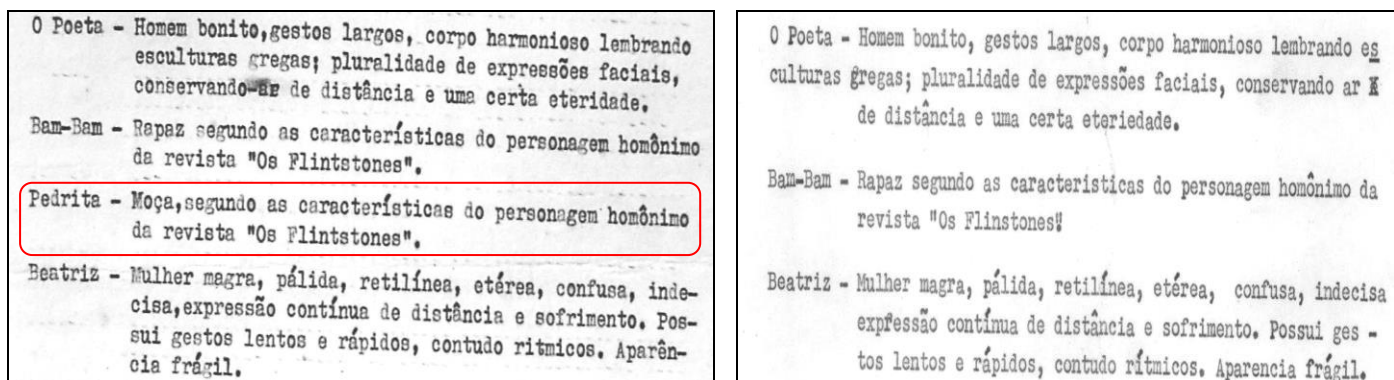 O Poeta - Homem bonito,gestos largos, corpo harmonioso lembrando
esculturas gregas; pluralidade de expressões faciais,
conservando ar de distância e uma certa eteridade.
Bam-Bam - Rapaz segundo as características do personagem homônimo
da revista "Os Flintstones".
Pedrita - Moça,segundo as características do personagem homônimo
da revista "Os Flintstones".
Beatriz - Mulher magra, pálida, retilínea, etérea, confusa, inde-
cisa,expressão contínua de distância e sofrimento. Pos-
sui gestos lentos e rápidos, contudo ritmicos. Aparên-
cia frágil.
O Poeta - Homem bonito, gestos largos, corpo harmonioso lembrando es
culturas gregas; pluralidade de expressões faciais, conservando ar
de distância e uma certa eteriedade.
Bam-Bam - Rapaz segundo as caracteristicas do personagem homônimo da
revista "Os Flinstones"
Beatriz - Mulher magra, pálida, retilínea, etérea, confusa, indecisa
expressão contínua de distância e sofrimento. Possui ges -
tos lentos e rápidos, contudo rítmicos. Aparencia frágil.